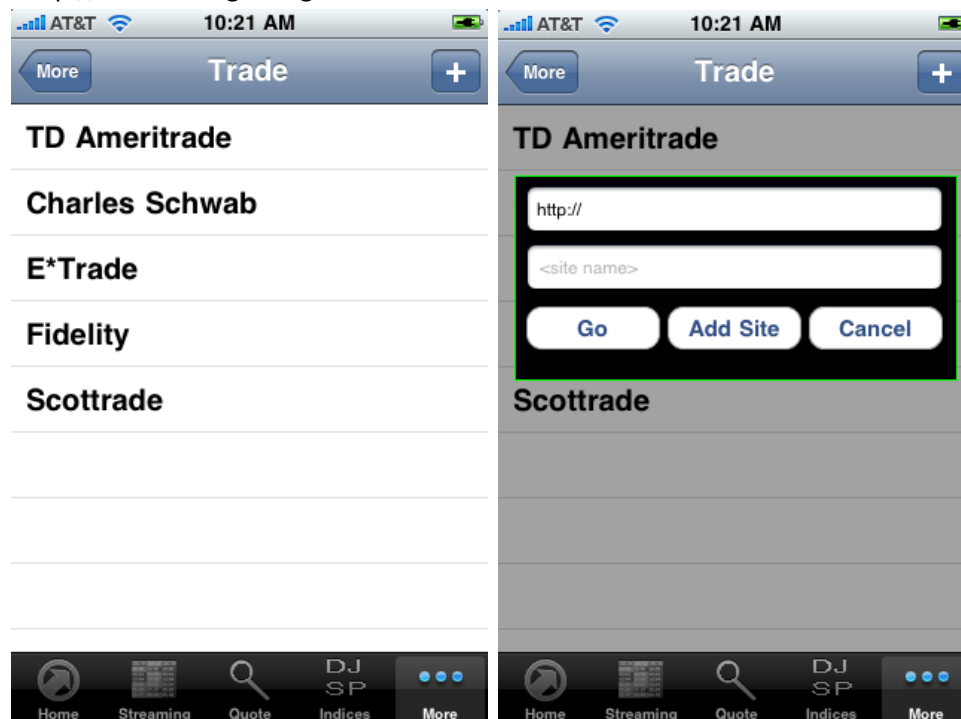 AT&T 10:21 AM
More Trade +
TD Ameritrade
Charles Schwab
E*Trade
Fidelity
Scottrade
Home Streaming Quote DJ SP Indices More
AT&T 10:21 AM
More Trade +
TD Ameritrade
http://
<site name>
Go Add Site Cancel
Scottrade
Home Streaming Quote DJ SP Indices More